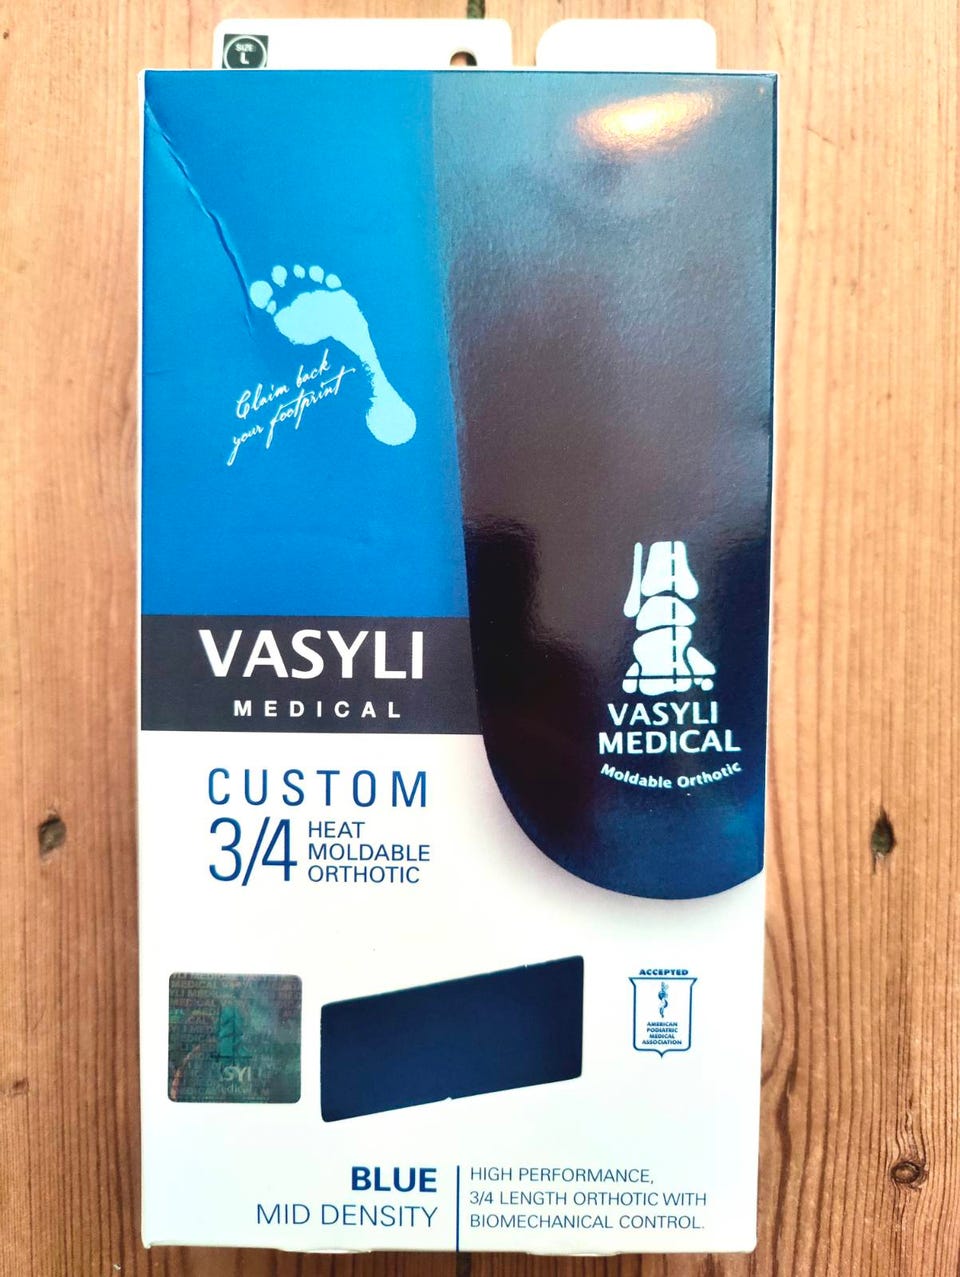 SIZE
L
Claim back
your footprint
VASYLI
MEDICAL
VASYLI
MEDICAL
Moldable Orthotic
CUSTOM
3/4 HEAT
MOLDABLE
ORTHOTIC
ACCEPTED
AMERICAN
PODIATRIC
MEDICAL
ASSOCIATION
BLUE
MID DENSITY
HIGH PERFORMANCE,
3/4 LENGTH ORTHOTIC WITH
BIOMECHANICAL CONTROL.